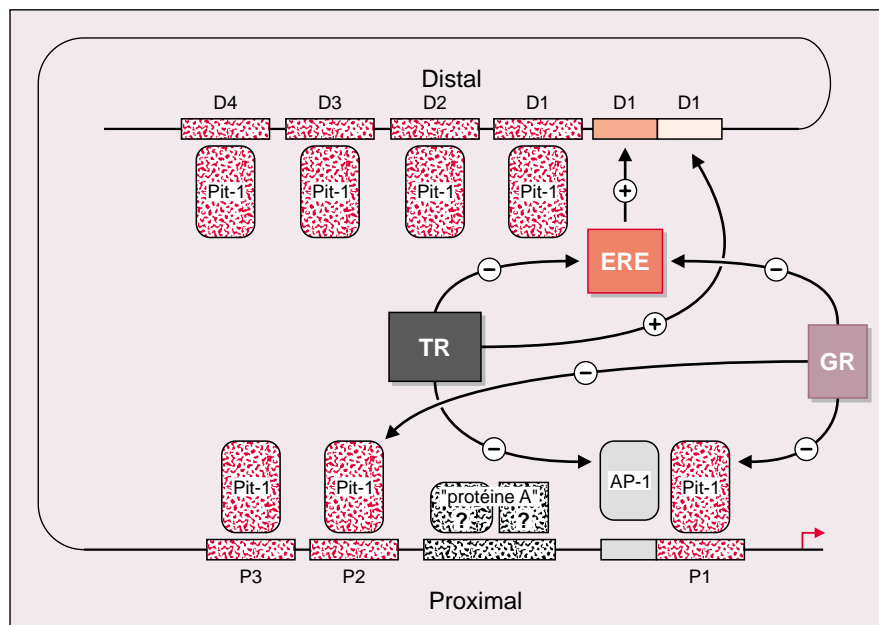 Distal
D4 D3 D2 D1 D1 D1
Pit-1 Pit-1 Pit-1 Pit-1
+
ERE
− −
TR + GR
−
− −
Pit-1 Pit-1 "protéine A" AP-1 Pit-1
? ?
P3 P2 P1
Proximal